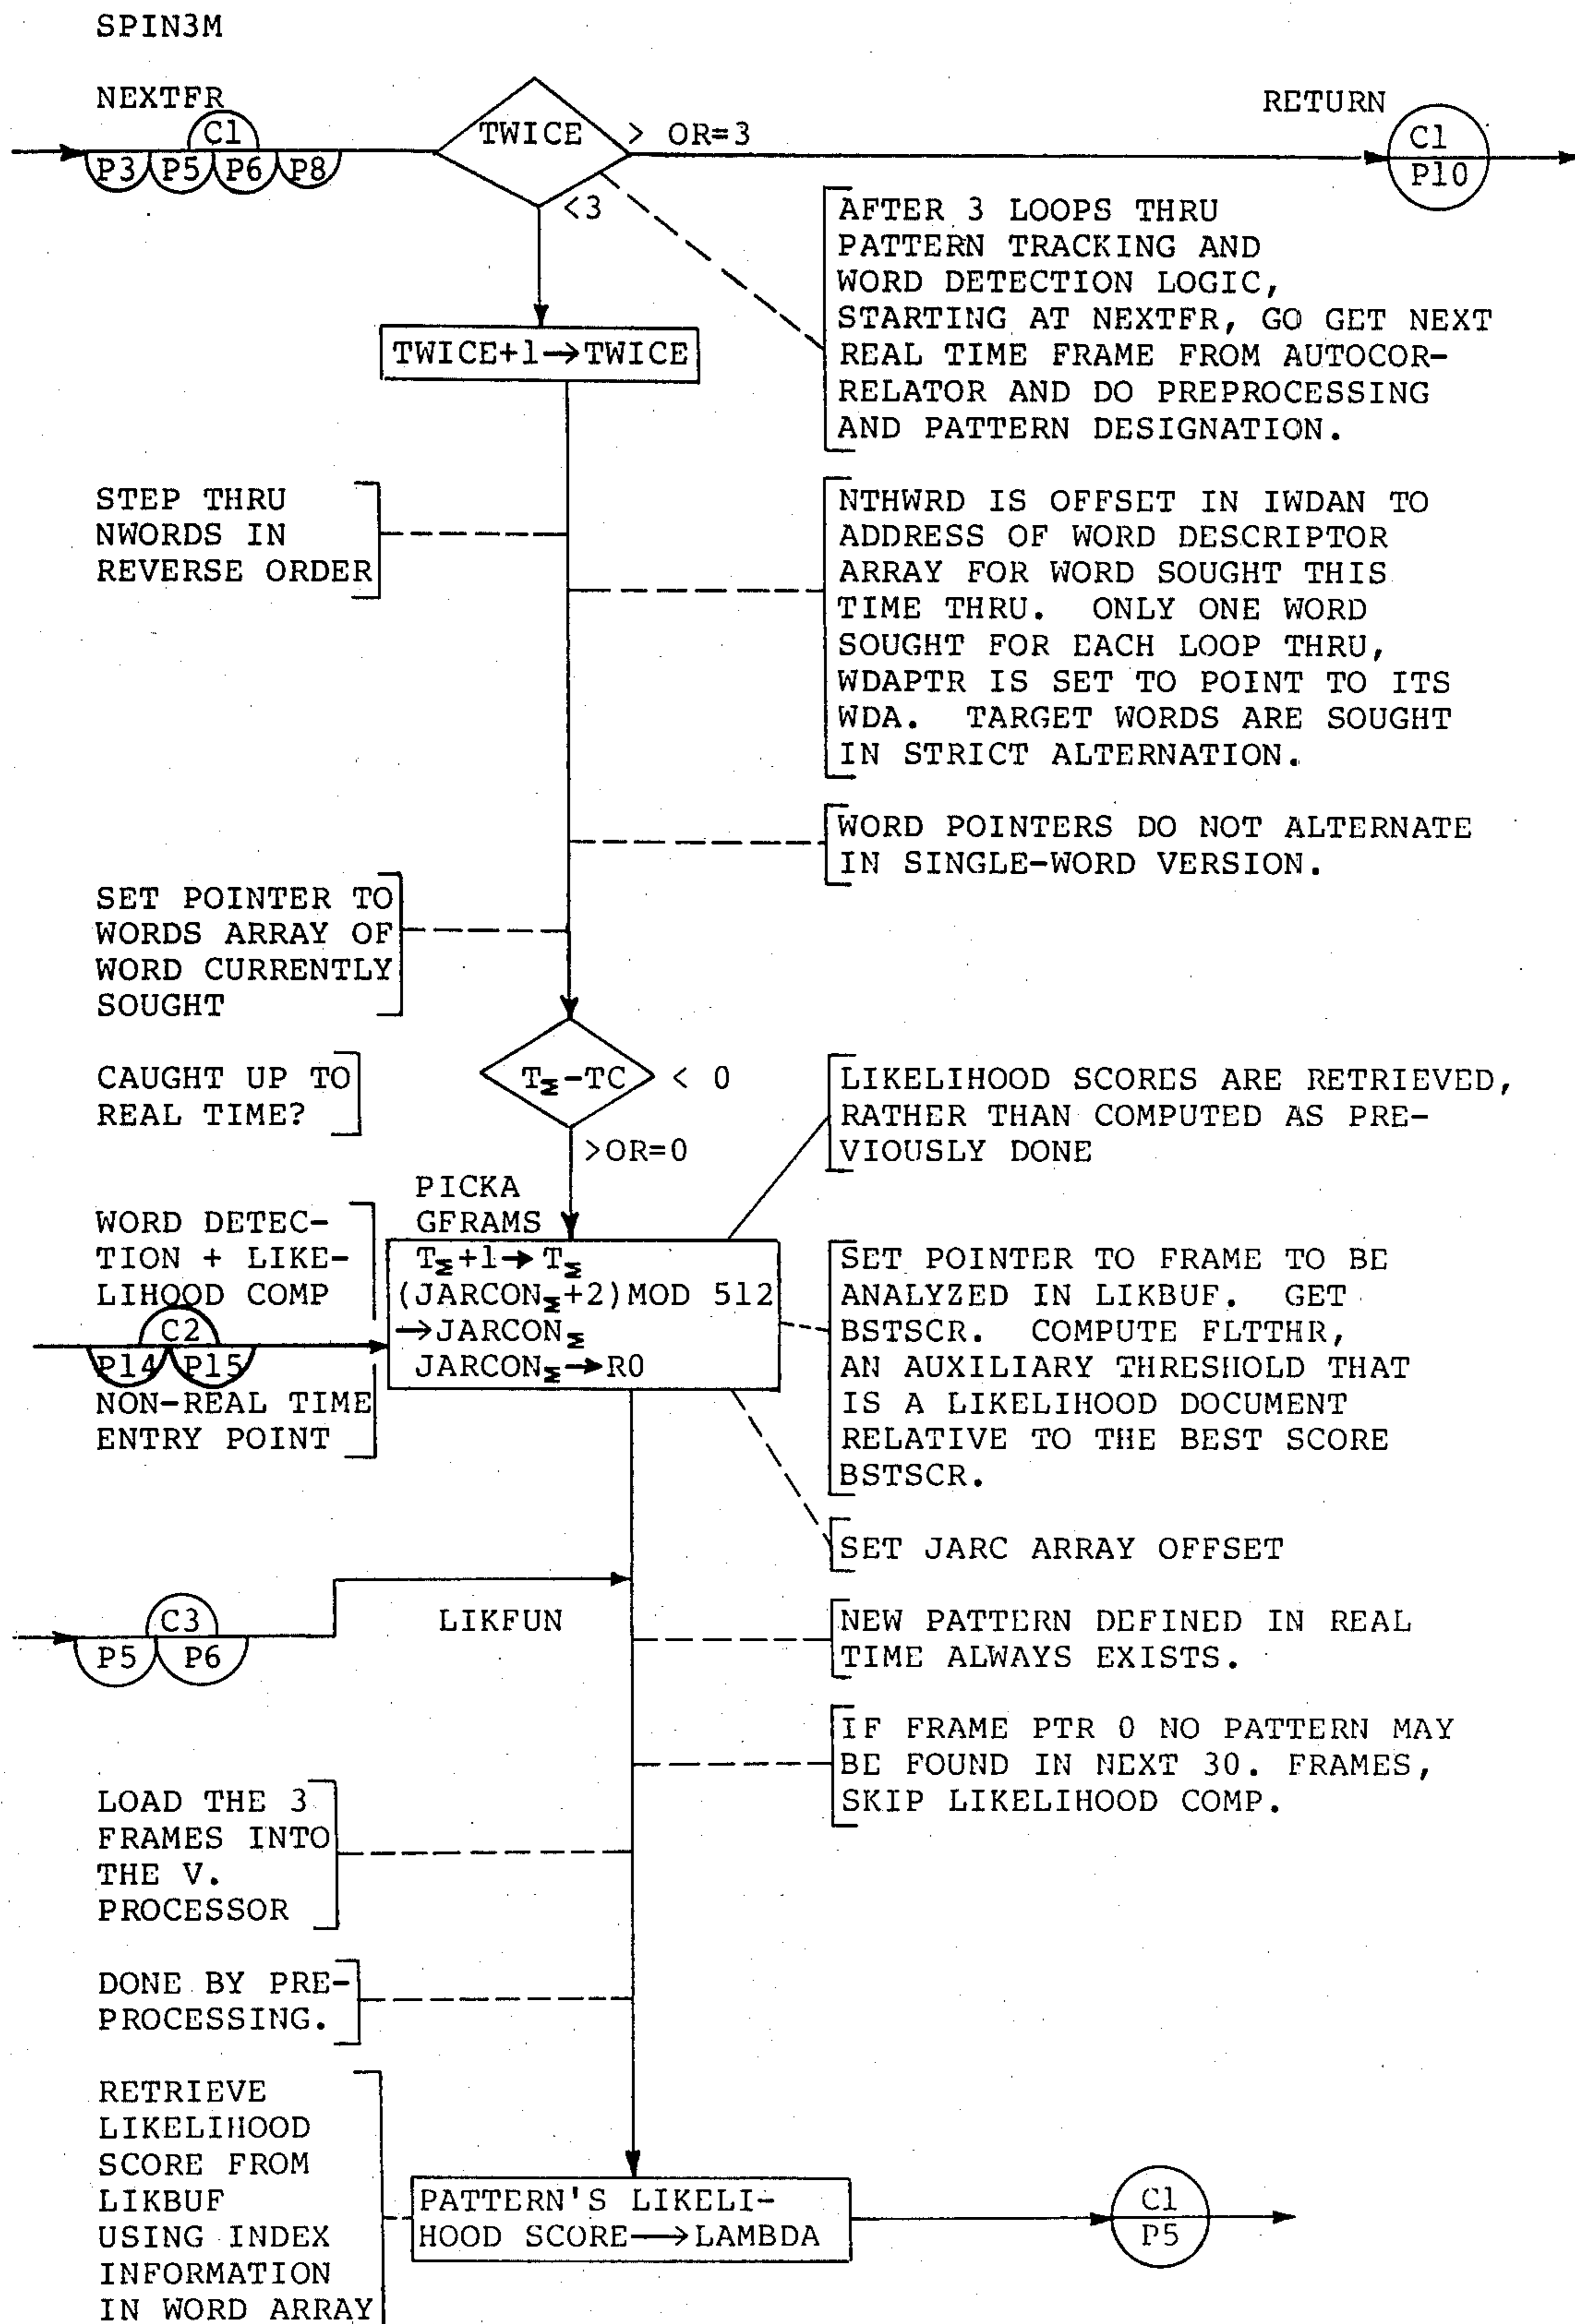 SPIN3M
NEXTFR
C1
P3 P5 P6 P8
TWICE
> OR=3
<3
RETURN
C1
P10
AFTER 3 LOOPS THRU
PATTERN TRACKING AND
WORD DETECTION LOGIC,
STARTING AT NEXTFR, GO GET NEXT
REAL TIME FRAME FROM AUTOCOR-
RELATOR AND DO PREPROCESSING
AND PATTERN DESIGNATION.
TWICE+1→TWICE
STEP THRU
NWORDS IN
REVERSE ORDER
NTHWRD IS OFFSET IN IWDAN TO
ADDRESS OF WORD DESCRIPTOR
ARRAY FOR WORD SOUGHT THIS
TIME THRU. ONLY ONE WORD
SOUGHT FOR EACH LOOP THRU,
WDAPTR IS SET TO POINT TO ITS
WDA. TARGET WORDS ARE SOUGHT
IN STRICT ALTERNATION.
WORD POINTERS DO NOT ALTERNATE
IN SINGLE-WORD VERSION.
SET POINTER TO
WORDS ARRAY OF
WORD CURRENTLY
SOUGHT
CAUGHT UP TO
REAL TIME?
TM-TC < 0
>OR=0
LIKELIHOOD SCORES ARE RETRIEVED,
RATHER THAN COMPUTED AS PRE-
VIOUSLY DONE
PICKA
GFRAMS
WORD DETEC-
TION + LIKE-
LIHOOD COMP
C2
P14 P15
NON-REAL TIME
ENTRY POINT
TM+1→TM
(JARCONM+2)MOD 512
→JARCONM
JARCONM→R0
SET POINTER TO FRAME TO BE
ANALYZED IN LIKBUF. GET
BSTSCR. COMPUTE FLTTHR,
AN AUXILIARY THRESHOLD THAT
IS A LIKELIHOOD DOCUMENT
RELATIVE TO THE BEST SCORE
BSTSCR.
SET JARC ARRAY OFFSET
C3
P5 P6
LIKFUN
NEW PATTERN DEFINED IN REAL
TIME ALWAYS EXISTS.
IF FRAME PTR 0 NO PATTERN MAY
BE FOUND IN NEXT 30. FRAMES,
SKIP LIKELIHOOD COMP.
LOAD THE 3
FRAMES INTO
THE V.
PROCESSOR
DONE BY PRE-
PROCESSING.
RETRIEVE
LIKELIHOOD
SCORE FROM
LIKBUF
USING INDEX
INFORMATION
IN WORD ARRAY
PATTERN'S LIKELI-
HOOD SCORE→LAMBDA
C1
P5